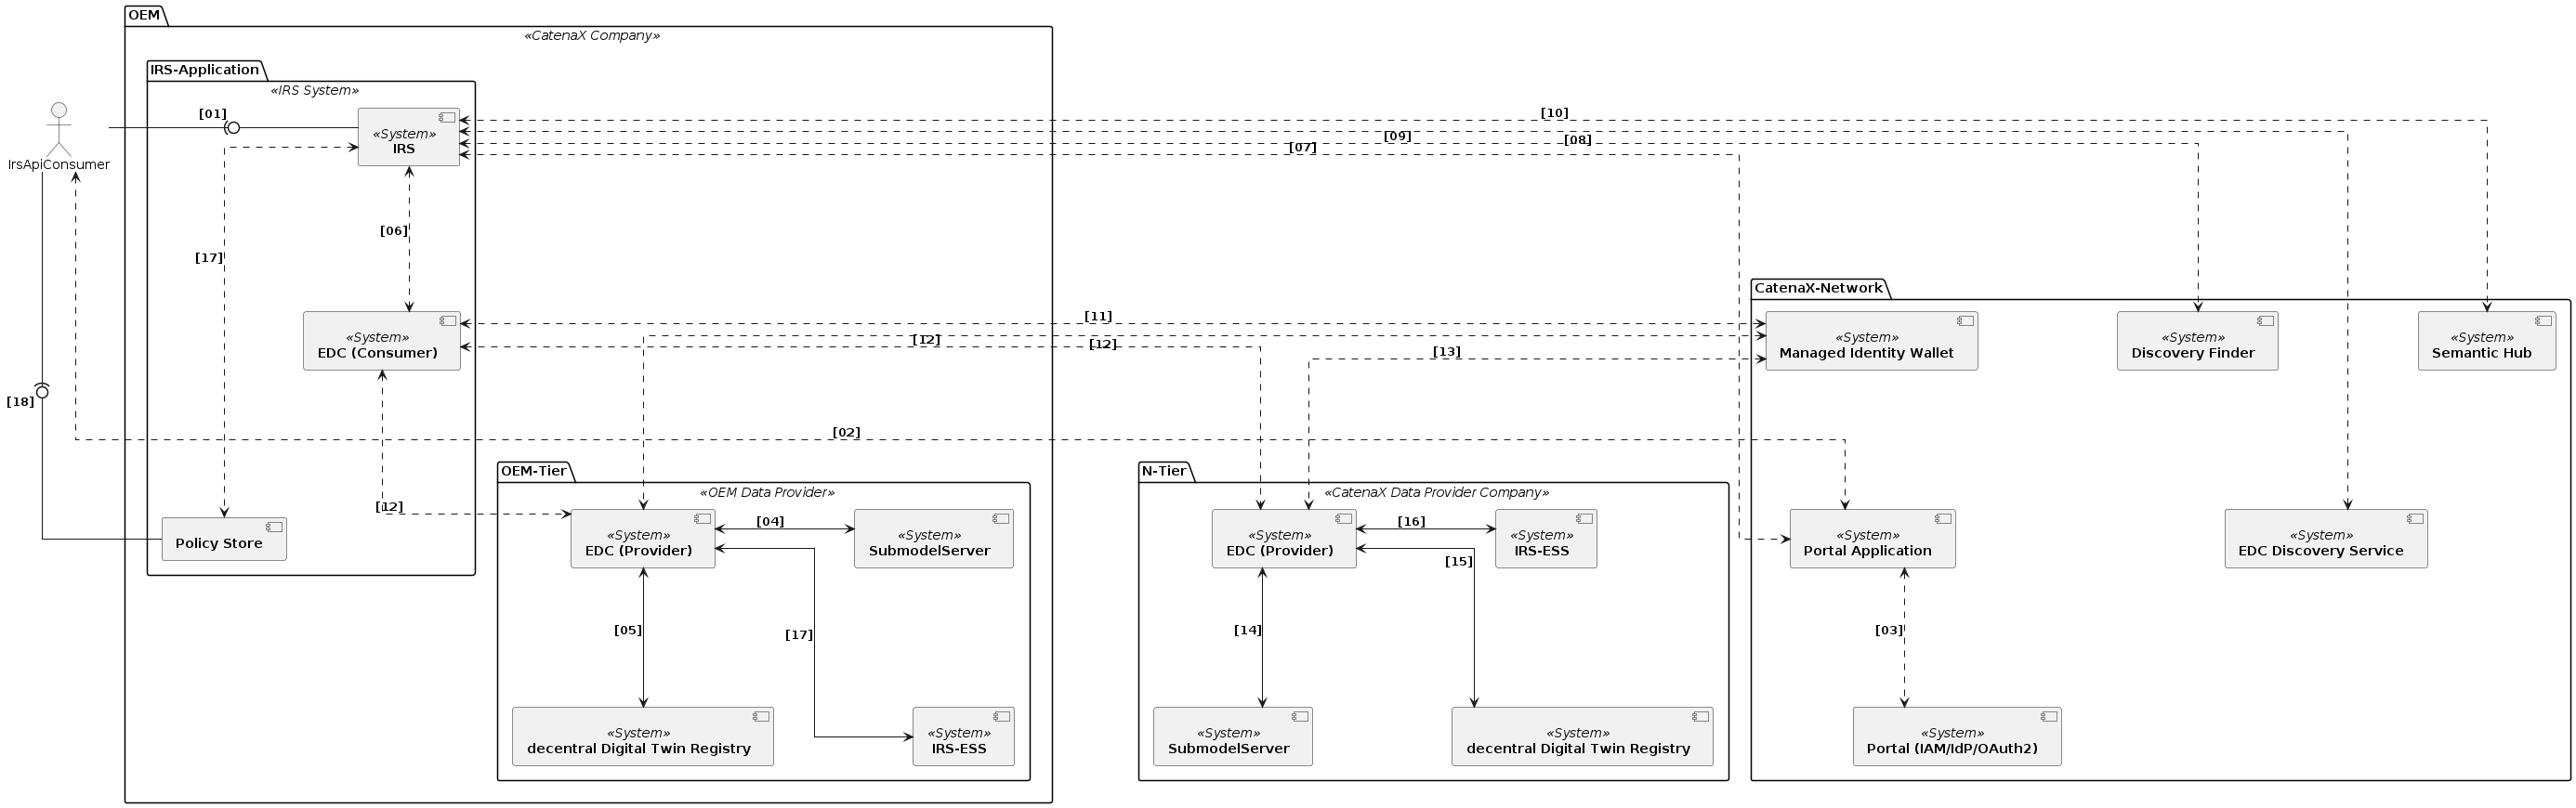 OEM
«CatenaX Company»
IRS-Application
«IRS System»
[01]
«System»
IRS
IrsApiConsumer
[10]
[09]
[08]
[07]
[06]
[17]
CatenaX-Network
«System»
EDC (Consumer)
[11]
[12]
[12]
[13]
«System»
Managed Identity Wallet
«System»
Discovery Finder
«System»
Semantic Hub
[18]
[02]
OEM-Tier
«OEM Data Provider»
[12]
Policy Store
«System»
EDC (Provider)
[04]
«System»
SubmodelServer
[05]
[17]
«System»
decentral Digital Twin Registry
«System»
IRS-ESS
N-Tier
«CatenaX Data Provider Company»
«System»
EDC (Provider)
[16]
«System»
IRS-ESS
[15]
[14]
«System»
SubmodelServer
«System»
decentral Digital Twin Registry
«System»
Portal Application
«System»
EDC Discovery Service
[03]
«System»
Portal (IAM/IdP/OAuth2)